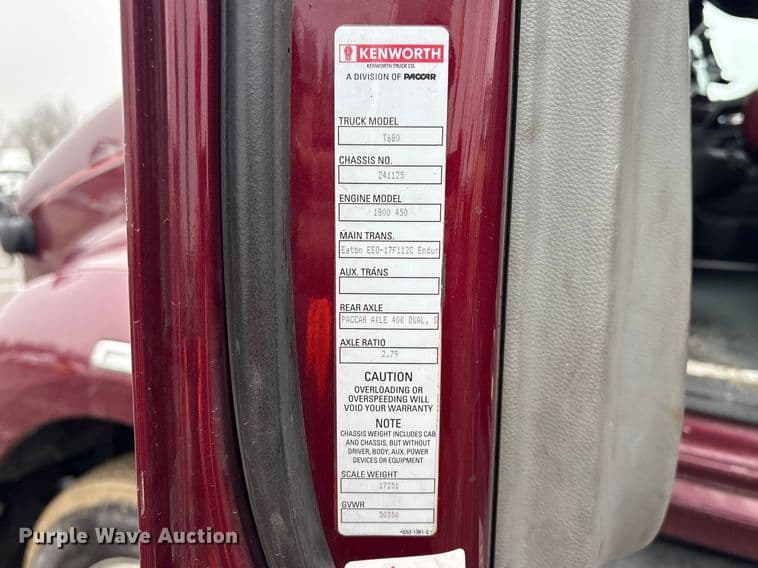 KENWORTH
KENWORTH TRUCK CO.
A DIVISION OF PACCAR
TRUCK MODEL
T680
CHASSIS NO.
241125
ENGINE MODEL
1800 450
MAIN TRANS.
Eaton EEO-17F112C Endur
AUX. TRANS
REAR AXLE
PACCAR AXLE 40K DUAL, S
AXLE RATIO
2.79
CAUTION
OVERLOADING OR
OVERSPEEDING WILL
VOID YOUR WARRANTY
NOTE
CHASSIS WEIGHT INCLUDES CAB
AND CHASSIS, BUT WITHOUT
DRIVER, BODY, AUX. POWER
DEVICES OR EQUIPMENT
SCALE WEIGHT
17251
GVWR
50350
S53-1361-2
Purple Wave Auction